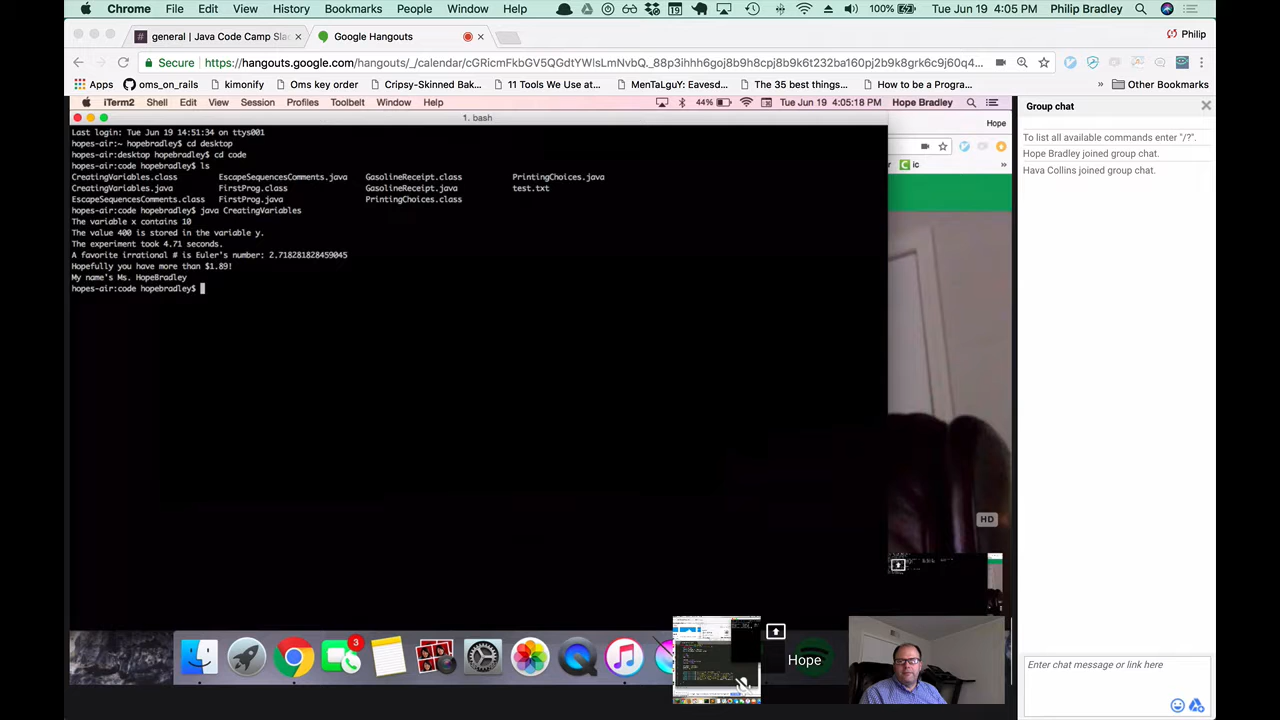 Chrome File Edit View History Bookmarks People Window Help 19 100% Tue Jun 19 4:05 PM Philip Bradley
# general | Java Code Camp Sla × Google Hangouts × Philip
Secure https://hangouts.google.com/hangouts/_/calendar/
Apps oms_on_rails kimonify Oms key order Cripsy-Skinned Bak... 11 Tools We Use at... MenTaLguY: Eavesd... The 35 best things... How to be a Progra... » Other Bookmarks
iTerm2 Shell Edit View Session Profiles Toolbelt Window Help 44% Tue Jun 19 4:05:18 PM Hope Bradley
1. bash
Hope
ic »
Last login: Tue Jun 19 14:51:34 on ttys001
hopes-air:~ hopebradley$ cd desktop
hopes-air:desktop hopebradley$ cd code
hopes-air:code hopebradley$ ls
CreatingVariables.class EscapeSequencesComments.java GasolineReceipt.class PrintingChoices.java
CreatingVariables.java FirstProg.class GasolineReceipt.java test.txt
EscapeSequencesComments.class FirstProg.java PrintingChoices.class
hopes-air:code hopebradley$ java CreatingVariables
The variable x contains 10
The value 400 is stored in the variable y.
The experiment took 4.71 seconds.
A favorite irrational # is Euler's number: 2.718281828459045
Hopefully you have more than $1.89!
My name's Ms. HopeBradley
hopes-air:code hopebradley$
HD
3
Hope
Group chat ×
To list all available commands enter "/?".
Hope Bradley joined group chat.
Hava Collins joined group chat.
Enter chat message or link here